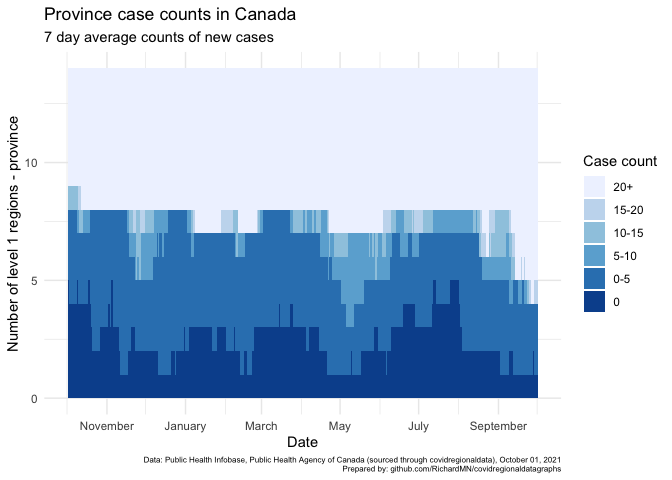 Province case counts in Canada
7 day average counts of new cases
Number of level 1 regions - province
10
5
0
November
January
March
May
July
September
Date
Case count
20+
15-20
10-15
5-10
0-5
0
Data: Public Health Infobase, Public Health Agency of Canada (sourced through covidregionaldata), October 01, 2021
Prepared by: github.com/RichardMN/covidregionaldatagraphs